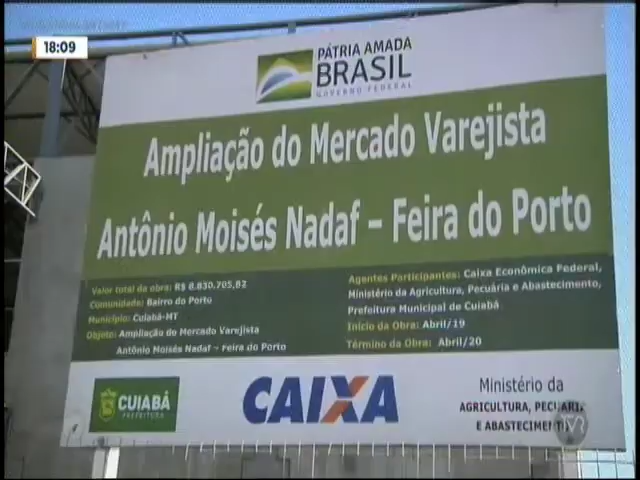 18:09
PÁTRIA AMADA
BRASIL
GOVERNO FEDERAL
Ampliação do Mercado Varejista
Antônio Moisés Nadaf – Feira do Porto
Valor total da obra: R$ 8.830.705,82
Comunidade: Bairro do Porto
Município: Cuiabá-MT
Objeto: Ampliação do Mercado Varejista
Antônio Moisés Nadaf – Feira do Porto
Agentes Participantes: Caixa Econômica Federal,
Ministério da Agricultura, Pecuária e Abastecimento,
Prefeitura Municipal de Cuiabá
Início da Obra: Abril/19
Término da Obra: Abril/20
CUIABÁ
PREFEITURA
CAIXA
Ministério da
AGRICULTURA, PECUÁRIA
E ABASTECIMENTO